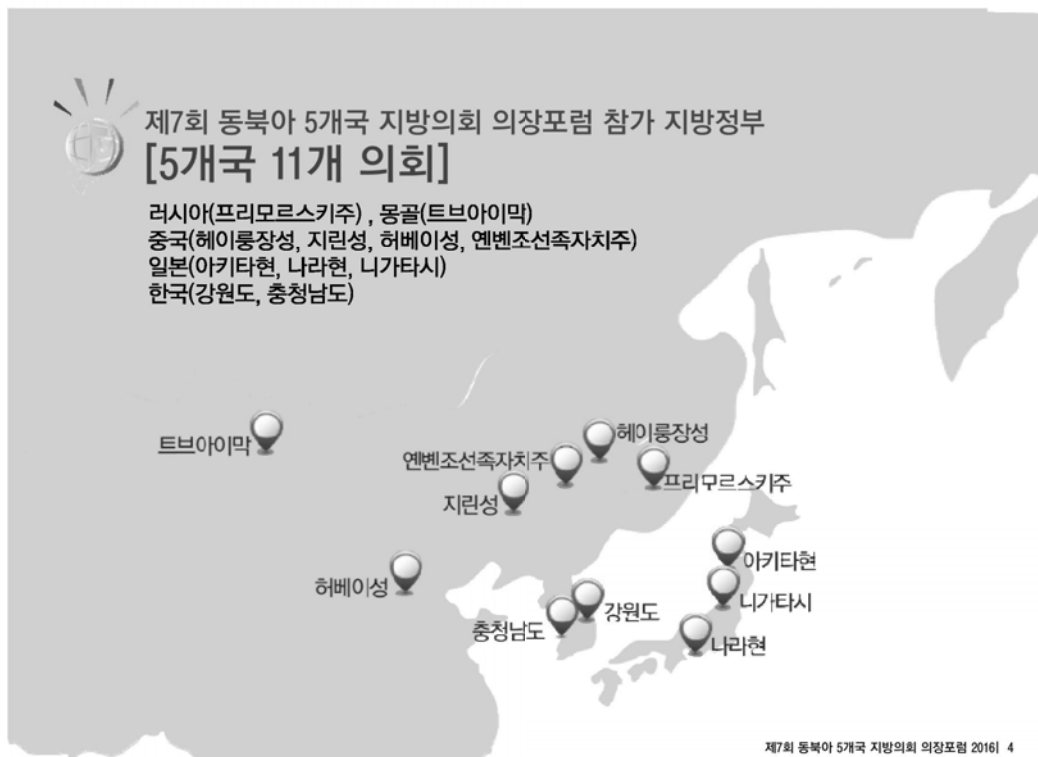 제7회 동북아 5개국 지방의회 의장포럼 참가 지방정부
[5개국 11개 의회]
러시아(프리모르스키주) , 몽골(트브아이막)
중국(헤이룽장성, 지린성, 허베이성, 옌볜조선족자치주)
일본(아키타현, 나라현, 니가타시)
한국(강원도, 충청남도)
트브아이막
헤이룽장성
옌볜조선족자치주
프리모르스키주
지린성
아키타현
허베이성
니가타시
강원도
충청남도
나라현
제7회 동북아 5개국 지방의회 의장포럼 2016| 4